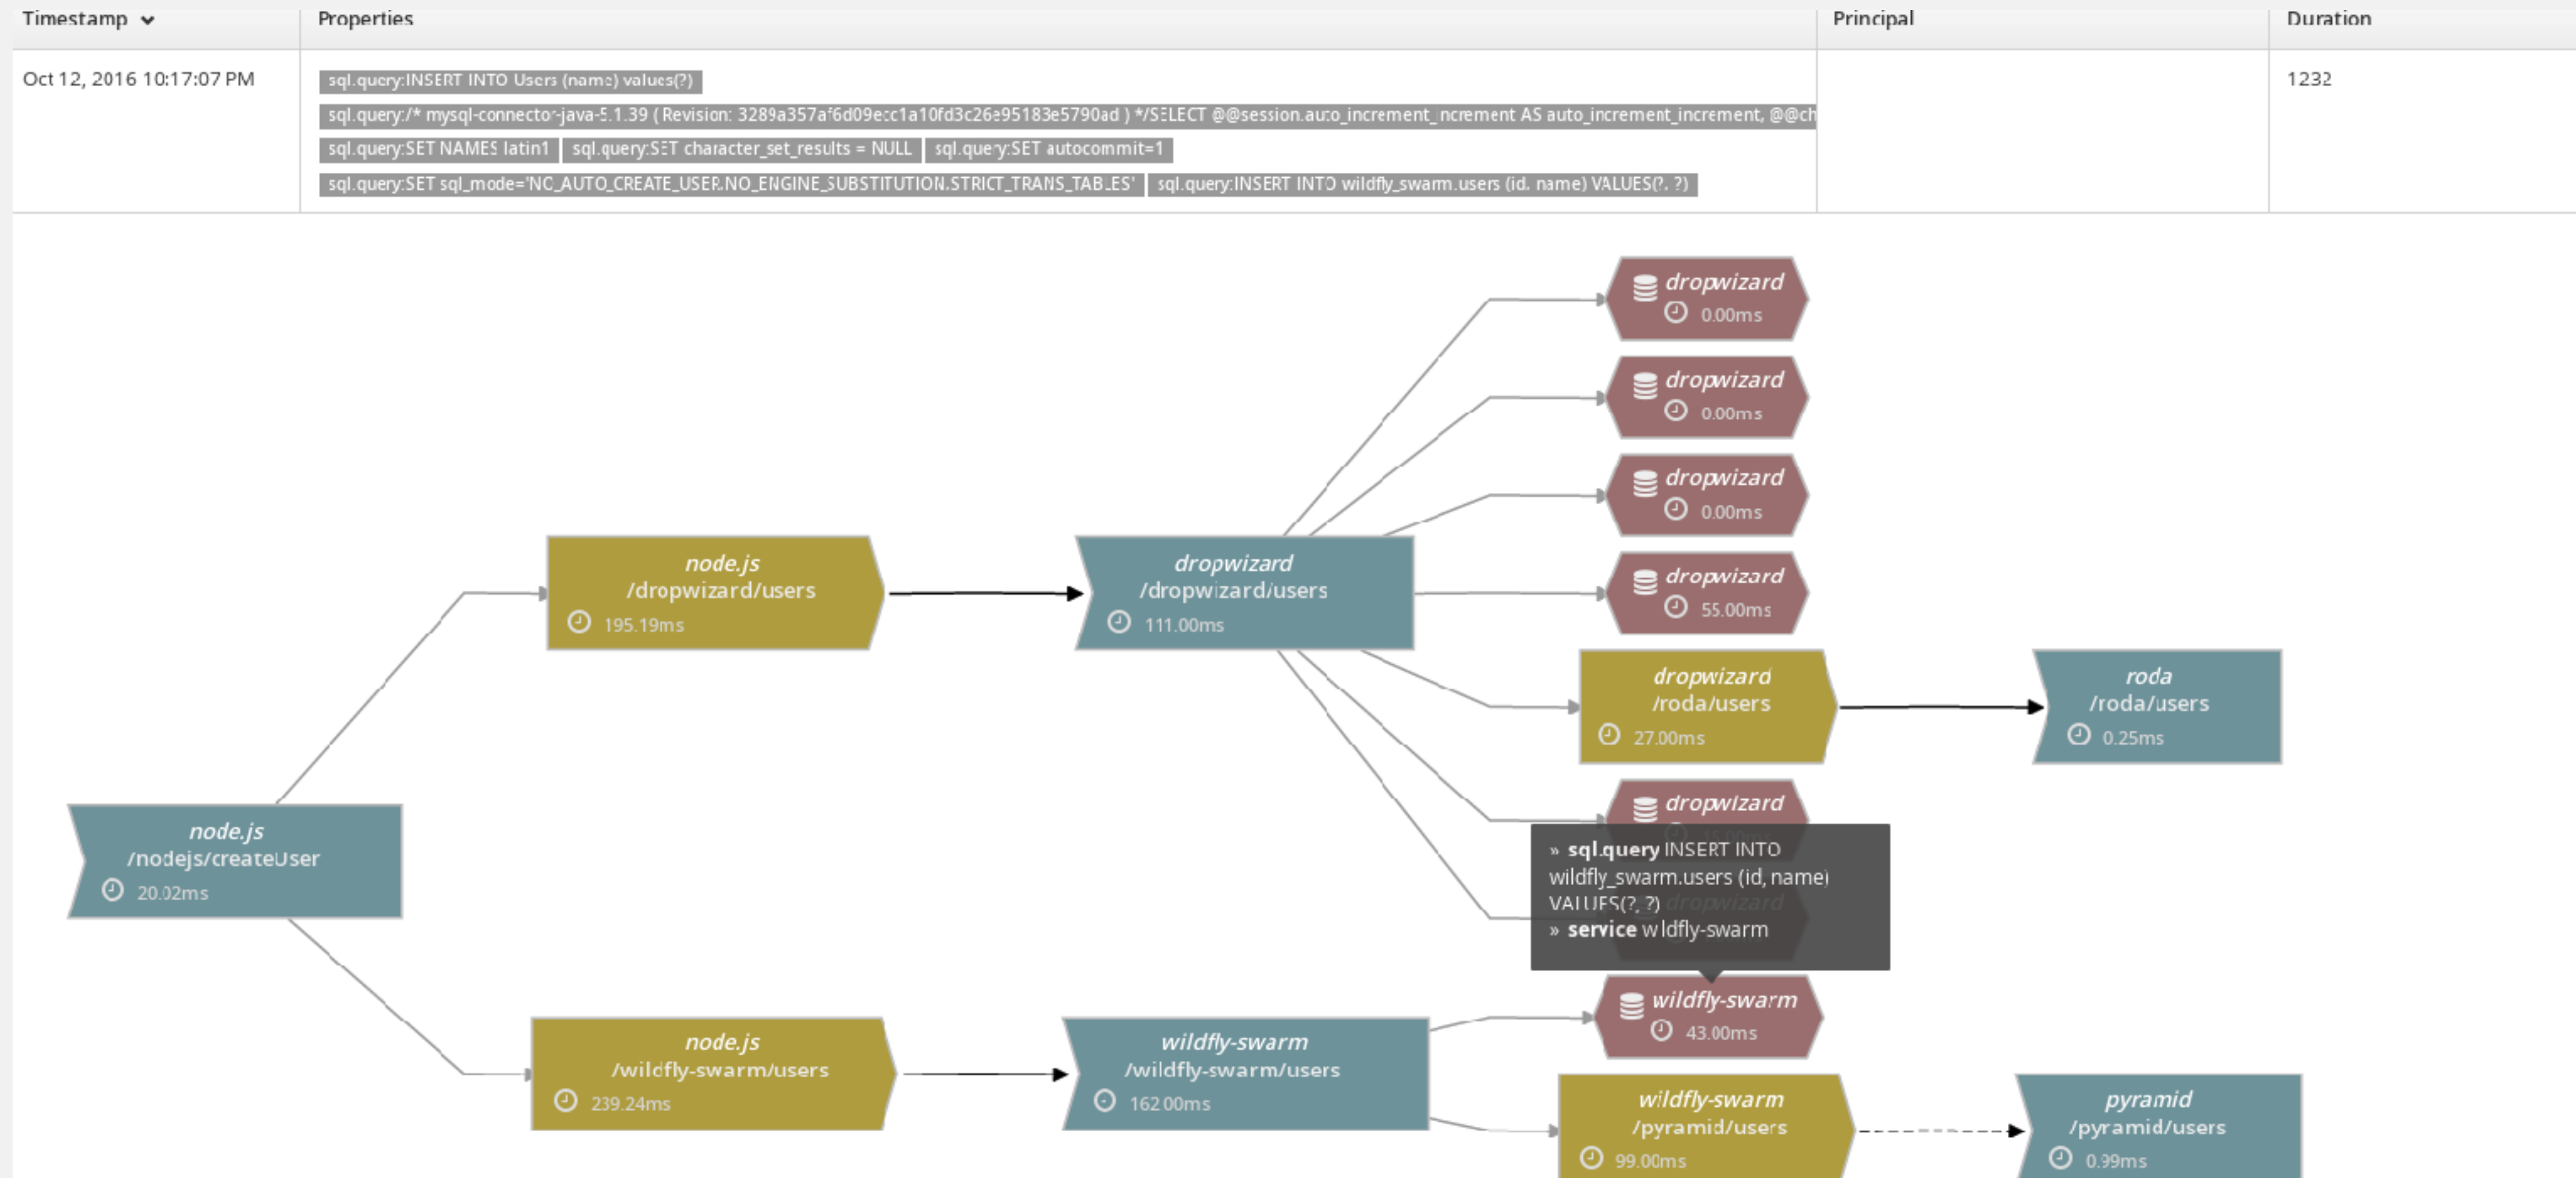 Timestamp Properties Principal Duration
Oct 12, 2016 10:17:07 PM
sql.query:INSERT INTO Users (name) values(?)
1232
sql.query:/* mysql-connector-java-5.1.39 ( Revision: 3289a357af6d09ecc1a10fd3c26e95183e5790ad ) */SELECT @@session.auto_increment_increment AS auto_increment_increment, @@ch
sql.query:SET NAMES latin1 sql.query:SET character_set_results = NULL sql.query:SET autocommit=1
sql.query:SET sql_mode='NO_AUTO_CREATE_USER,NO_ENGINE_SUBSTITUTION,STRICT_TRANS_TABLES' sql.query:INSERT INTO wildfly_swarm.users (id, name) VALUES(?, ?)
dropwizard
0.00ms
dropwizard
0.00ms
dropwizard
0.00ms
node.js
/dropwizard/users
195.19ms
dropwizard
/dropwizard/users
111.00ms
dropwizard
55.00ms
dropwizard
/roda/users
27.00ms
roda
/roda/users
0.25ms
node.js
/nodejs/createUser
20.02ms
dropwizard
15.00ms
» sql.query INSERT INTO
wildfly_swarm.users (id, name)
VALUES(?, ?)
» service wildfly-swarm
dropwizard
wildfly-swarm
43.00ms
node.js
/wildfly-swarm/users
239.24ms
wildfly-swarm
/wildfly-swarm/users
162.00ms
wildfly-swarm
/pyramid/users
99.00ms
pyramid
/pyramid/users
0.99ms